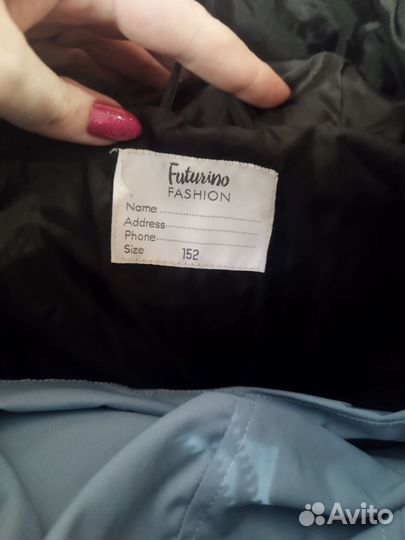 Futurino
FASHION
Name
Address
Phone
Size 152
Avito